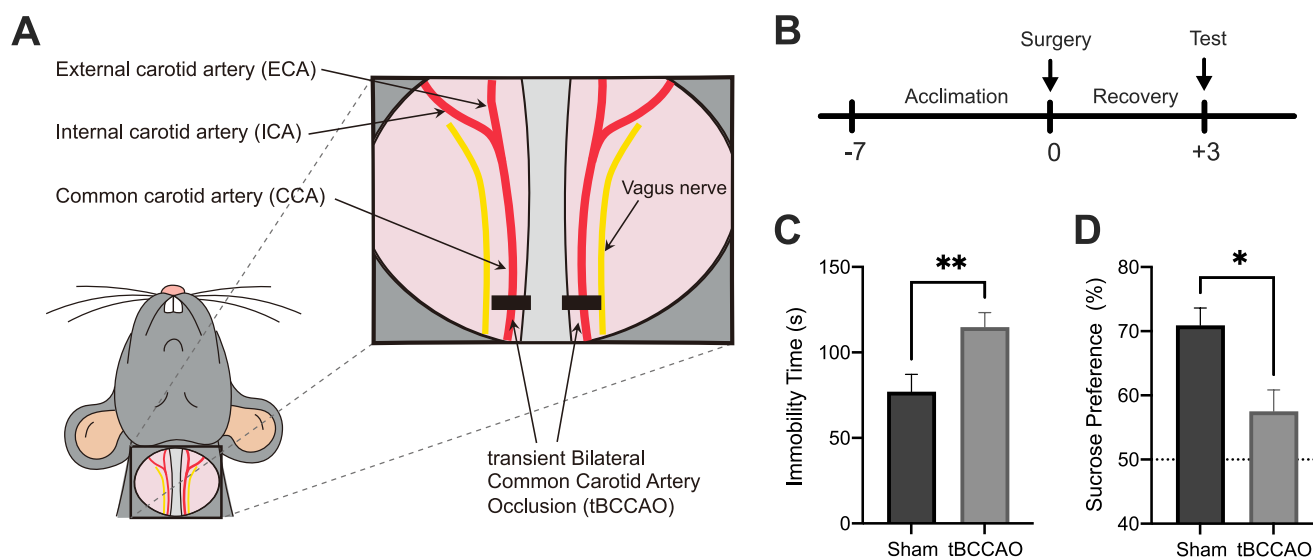 A
External carotid artery (ECA)
Internal carotid artery (ICA)
Common carotid artery (CCA)
Vagus nerve
transient Bilateral
Common Carotid Artery
Occlusion (tBCCAO)
B
Surgery
Test
Acclimation
Recovery
-7
0
+3
C
Immobility Time (s)
150
100
50
0
**
Sham
tBCCAO
D
Sucrose Preference (%)
80
70
60
50
40
*
Sham
tBCCAO